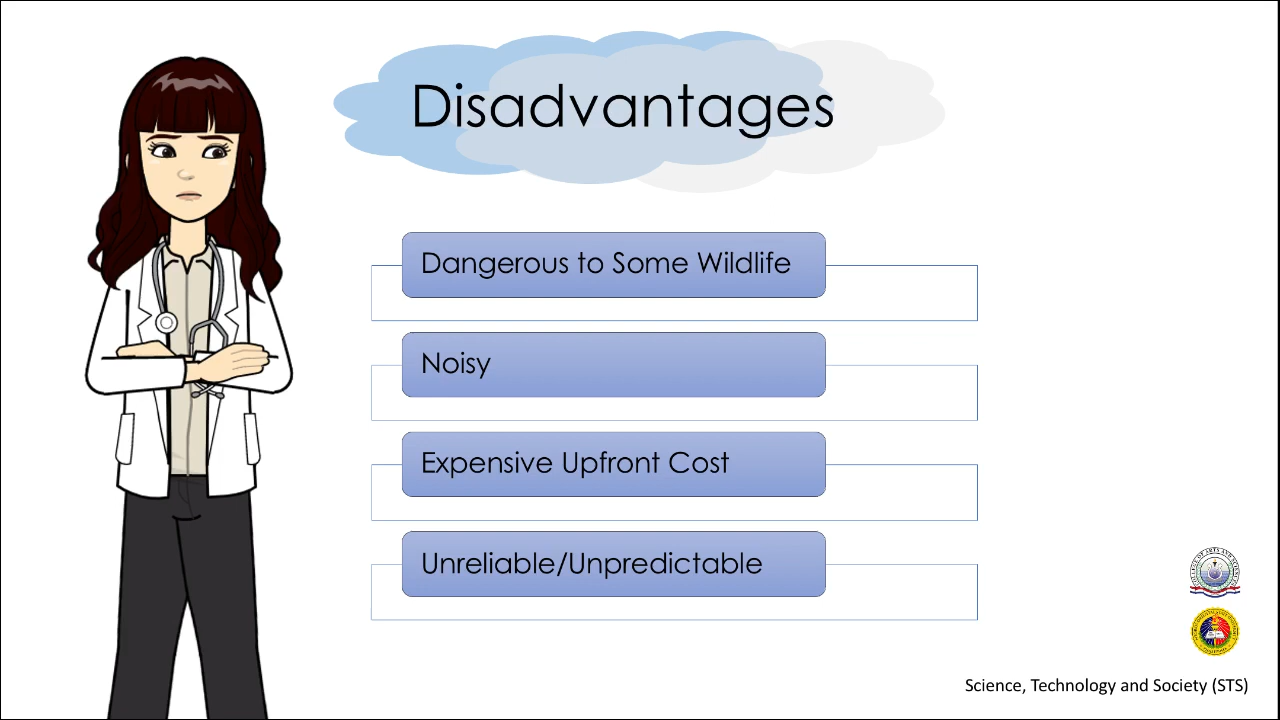 Disadvantages
Dangerous to Some Wildlife
Noisy
Expensive Upfront Cost
Unreliable/Unpredictable
Science, Technology and Society (STS)